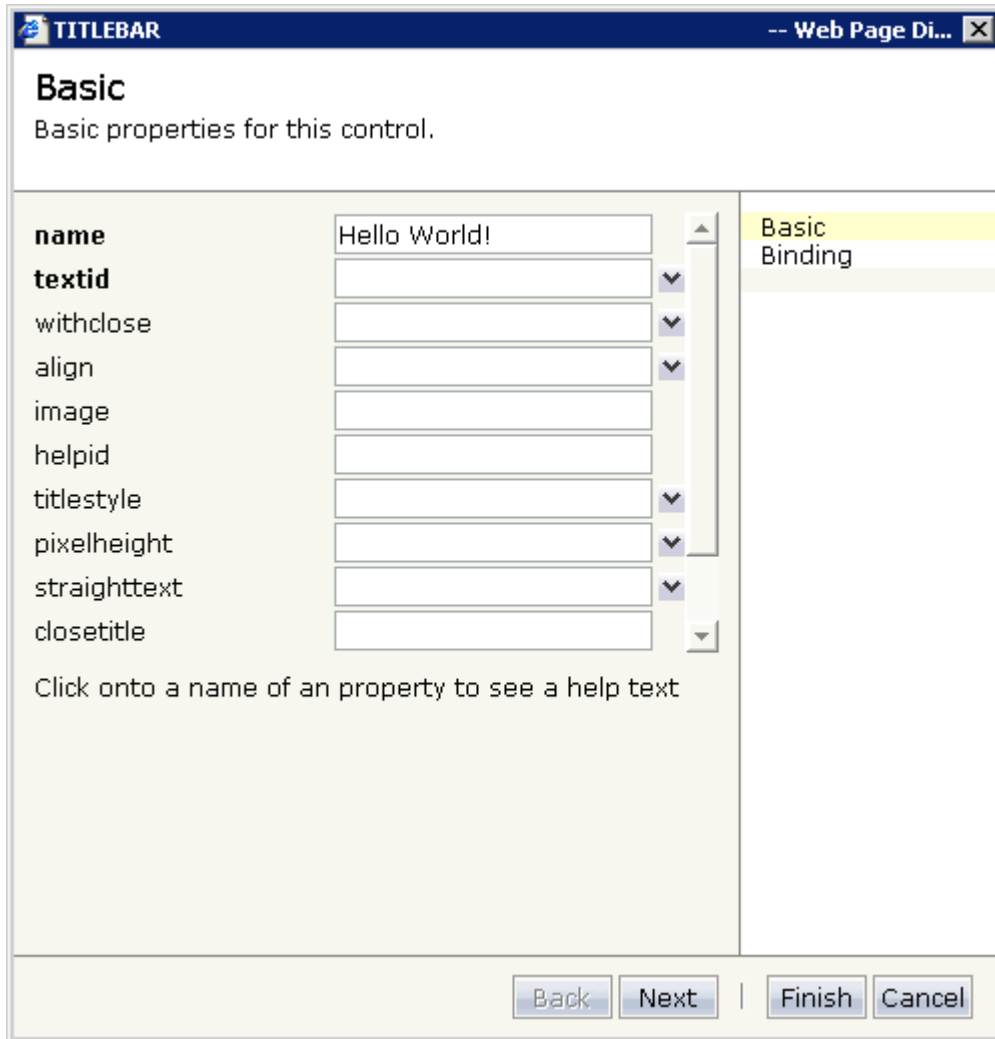 TITLEBAR -- Web Page Di...
Basic
Basic properties for this control.
name Hello World!
textid
withclose
align
image
helpid
titlestyle
pixelheight
straighttext
closetitle
Click onto a name of an property to see a help text
Basic
Binding
Back Next | Finish Cancel